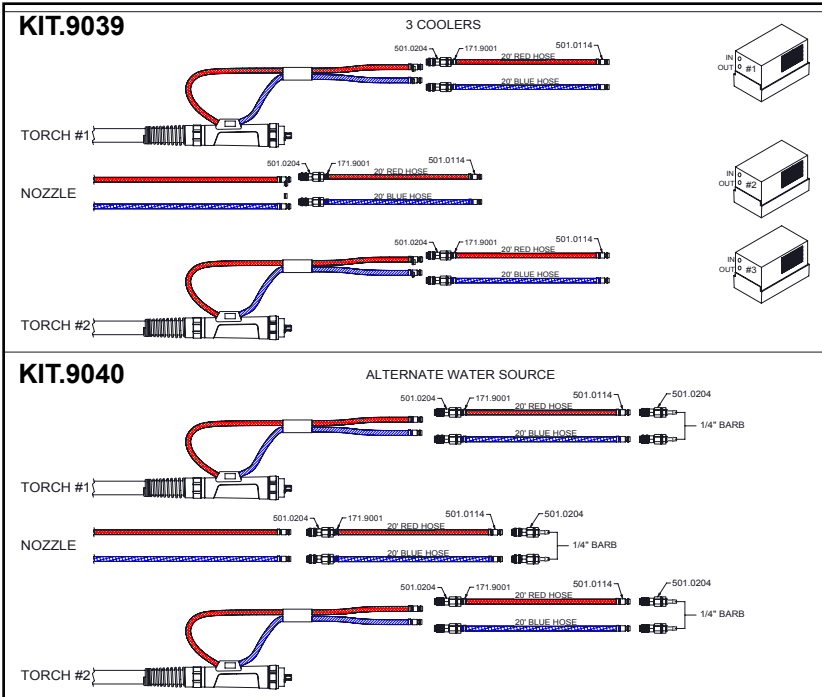 KIT.9039
3 COOLERS
501.0204
171.9001
501.0114
20' RED HOSE
20' BLUE HOSE
IN
OUT
#1
TORCH #1
501.0204
171.9001
501.0114
20' RED HOSE
NOZZLE
20' BLUE HOSE
IN
OUT
#2
501.0204
171.9001
501.0114
20' RED HOSE
20' BLUE HOSE
IN
OUT
#3
TORCH #2
KIT.9040
ALTERNATE WATER SOURCE
501.0204
171.9001
501.0114
501.0204
20' RED HOSE
1/4" BARB
20' BLUE HOSE
TORCH #1
501.0204
171.9001
501.0114
501.0204
20' RED HOSE
NOZZLE
1/4" BARB
20' BLUE HOSE
501.0204
171.9001
501.0114
501.0204
20' RED HOSE
1/4" BARB
20' BLUE HOSE
TORCH #2